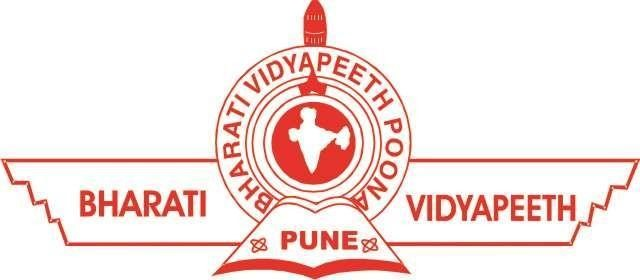 BHARATI VIDYAPEETH POONA
BHARATI VIDYAPEETH
PUNE